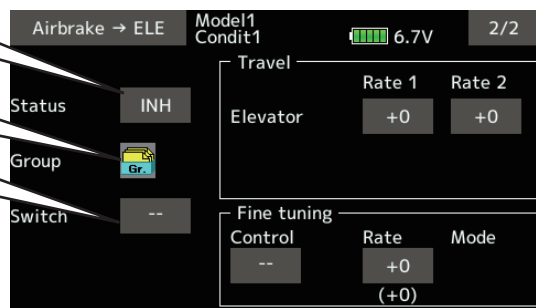 Airbrake → ELE
Model1
Condit1
6.7V
2/2
Status
INH
Group
Gr.
Switch
--
Travel
Rate 1
Rate 2
Elevator
+0
+0
Fine tuning
Control
Rate
Mode
--
+0
(+0)